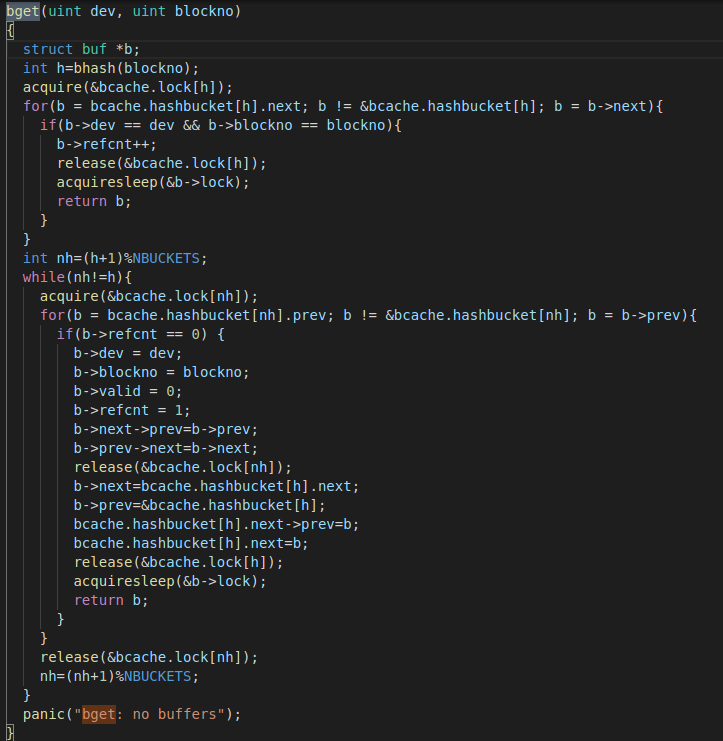 bget(uint dev, uint blockno)
{
  struct buf *b;
  int h=bhash(blockno);
  acquire(&bcache.lock[h]);
  for(b = bcache.hashbucket[h].next; b != &bcache.hashbucket[h]; b = b->next){
    if(b->dev == dev && b->blockno == blockno){
      b->refcnt++;
      release(&bcache.lock[h]);
      acquiresleep(&b->lock);
      return b;
    }
  }
  int nh=(h+1)%NBUCKETS;
  while(nh!=h){
    acquire(&bcache.lock[nh]);
    for(b = bcache.hashbucket[nh].prev; b != &bcache.hashbucket[nh]; b = b->prev){
      if(b->refcnt == 0) {
        b->dev = dev;
        b->blockno = blockno;
        b->valid = 0;
        b->refcnt = 1;
        b->next->prev=b->prev;
        b->prev->next=b->next;
        release(&bcache.lock[nh]);
        b->next=bcache.hashbucket[h].next;
        b->prev=&bcache.hashbucket[h];
        bcache.hashbucket[h].next->prev=b;
        bcache.hashbucket[h].next=b;
        release(&bcache.lock[h]);
        acquiresleep(&b->lock);
        return b;
      }
    }
    release(&bcache.lock[nh]);
    nh=(nh+1)%NBUCKETS;
  }
  panic("bget: no buffers");
}